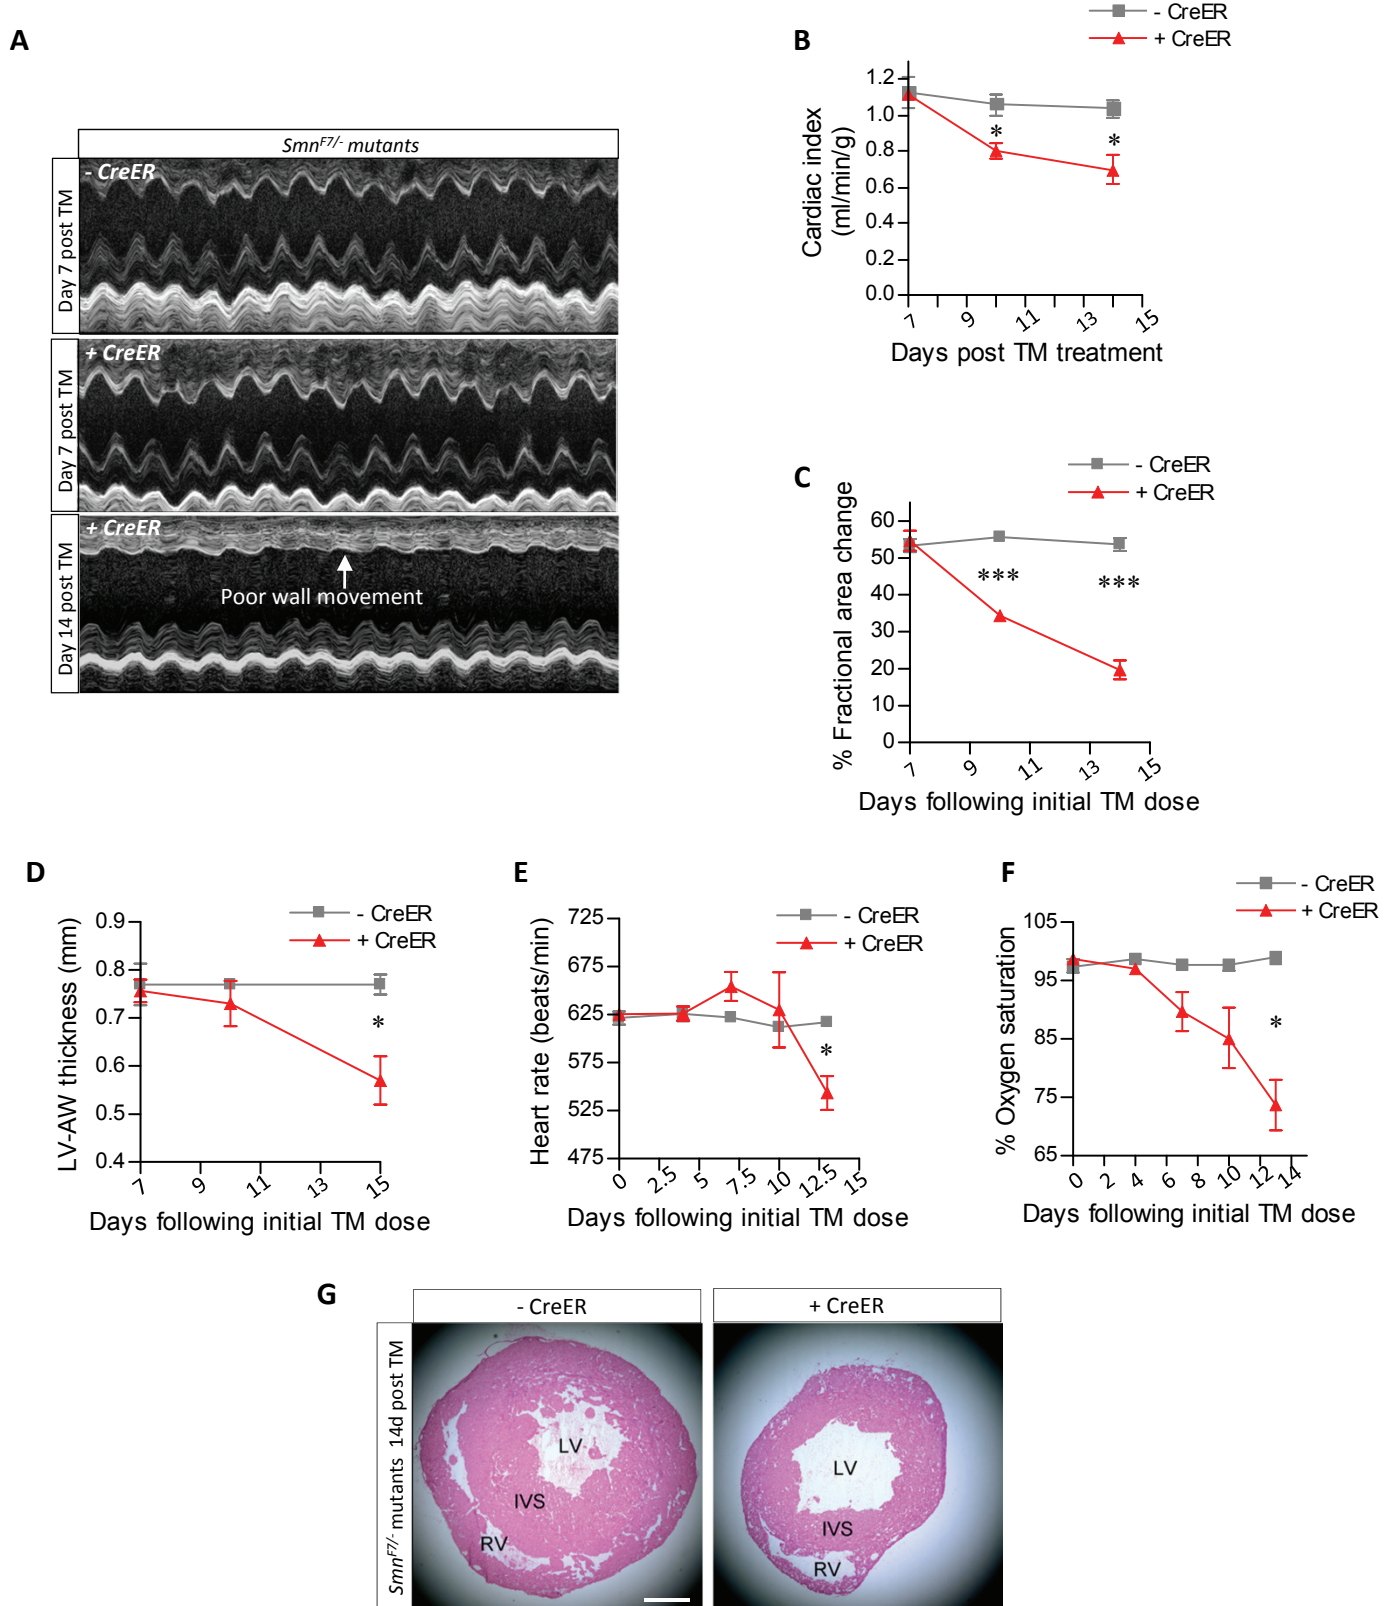 A
Smn^F7/- mutants
- CreER
Day 7 post TM
+ CreER
Day 7 post TM
+ CreER
Poor wall movement
Day 14 post TM
B
- CreER
+ CreER
Cardiac index
(ml/min/g)
1.2
1.0
0.8
0.6
0.4
0.2
0.0
*
*
7 9 11 13 15
Days post TM treatment
C
- CreER
+ CreER
% Fractional area change
60
50
40
30
20
10
0
*** ***
7 9 11 13 15
Days following initial TM dose
D
- CreER
+ CreER
LV-AW thickness (mm)
0.9
0.8
0.7
0.6
0.5
0.4
*
7 9 11 13 15
Days following initial TM dose
E
- CreER
+ CreER
Heart rate (beats/min)
725
675
625
575
525
475
*
0 2.5 5 7.5 10 12.5 15
Days following initial TM dose
F
- CreER
+ CreER
% Oxygen saturation
105
95
85
75
65
*
0 2 4 6 8 10 12 14
Days following initial TM dose
G
- CreER
+ CreER
Smn^F7/- mutants 14d post TM
LV
IVS
RV
LV
IVS
RV